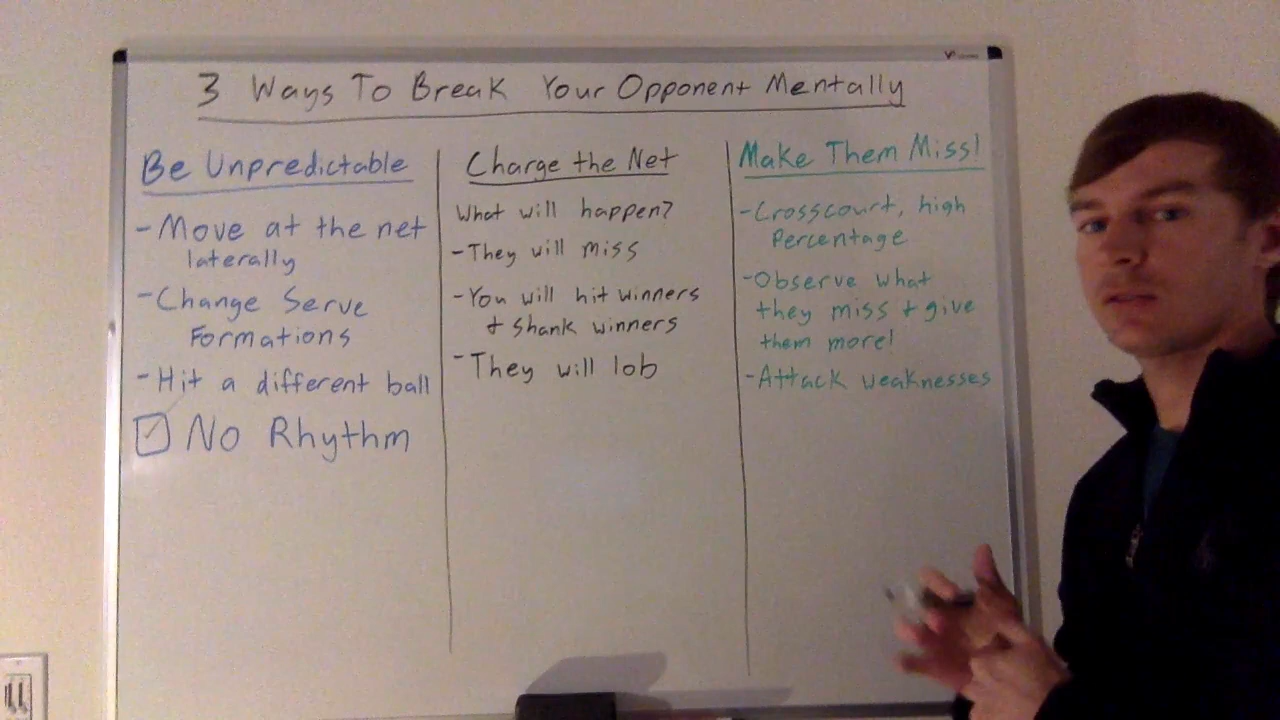 3 Ways To Break Your Opponent Mentally
Be Unpredictable
-Move at the net
laterally
-Change Serve
Formations
-Hit a different ball
No Rhythm
Charge the Net
What will happen?
-They will miss
-You will hit winners
+ shank winners
-They will lob
Make Them Miss!
-Crosscourt, high
Percentage
-Observe what
they miss + give
them more!
-Attack weaknesses